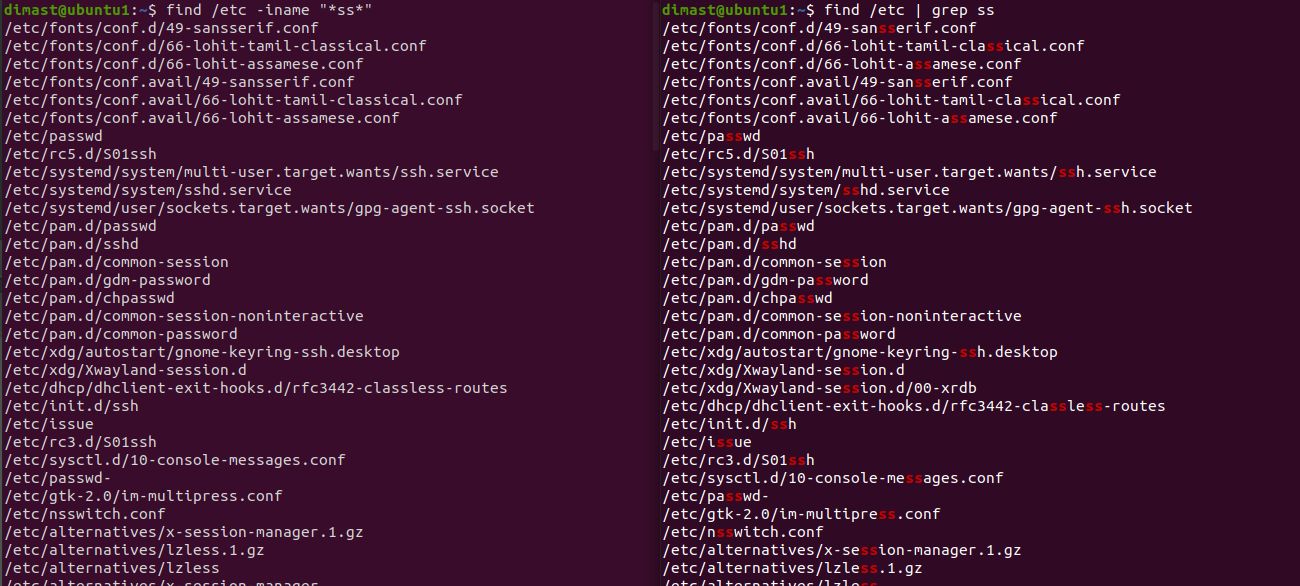 dimast@ubuntu1:~$ find /etc -iname "*ss*"
/etc/fonts/conf.d/49-sansserif.conf
/etc/fonts/conf.d/66-lohit-tamil-classical.conf
/etc/fonts/conf.d/66-lohit-assamese.conf
/etc/fonts/conf.avail/49-sansserif.conf
/etc/fonts/conf.avail/66-lohit-tamil-classical.conf
/etc/fonts/conf.avail/66-lohit-assamese.conf
/etc/passwd
/etc/rc5.d/S01ssh
/etc/systemd/system/multi-user.target.wants/ssh.service
/etc/systemd/system/sshd.service
/etc/systemd/user/sockets.target.wants/gpg-agent-ssh.socket
/etc/pam.d/passwd
/etc/pam.d/sshd
/etc/pam.d/common-session
/etc/pam.d/gdm-password
/etc/pam.d/chpasswd
/etc/pam.d/common-session-noninteractive
/etc/pam.d/common-password
/etc/xdg/autostart/gnome-keyring-ssh.desktop
/etc/xdg/Xwayland-session.d
/etc/dhcp/dhclient-exit-hooks.d/rfc3442-classless-routes
/etc/init.d/ssh
/etc/issue
/etc/rc3.d/S01ssh
/etc/sysctl.d/10-console-messages.conf
/etc/passwd-
/etc/gtk-2.0/im-multipress.conf
/etc/nsswitch.conf
/etc/alternatives/x-session-manager.1.gz
/etc/alternatives/lzless.1.gz
/etc/alternatives/lzless
/etc/alternatives/x-session-manager
dimast@ubuntu1:~$ find /etc | grep ss
/etc/fonts/conf.d/49-sansserif.conf
/etc/fonts/conf.d/66-lohit-tamil-classical.conf
/etc/fonts/conf.d/66-lohit-assamese.conf
/etc/fonts/conf.avail/49-sansserif.conf
/etc/fonts/conf.avail/66-lohit-tamil-classical.conf
/etc/fonts/conf.avail/66-lohit-assamese.conf
/etc/passwd
/etc/rc5.d/S01ssh
/etc/systemd/system/multi-user.target.wants/ssh.service
/etc/systemd/system/sshd.service
/etc/systemd/user/sockets.target.wants/gpg-agent-ssh.socket
/etc/pam.d/passwd
/etc/pam.d/sshd
/etc/pam.d/common-session
/etc/pam.d/gdm-password
/etc/pam.d/chpasswd
/etc/pam.d/common-session-noninteractive
/etc/pam.d/common-password
/etc/xdg/autostart/gnome-keyring-ssh.desktop
/etc/xdg/Xwayland-session.d
/etc/xdg/Xwayland-session.d/00-xrdb
/etc/dhcp/dhclient-exit-hooks.d/rfc3442-classless-routes
/etc/init.d/ssh
/etc/issue
/etc/rc3.d/S01ssh
/etc/sysctl.d/10-console-messages.conf
/etc/passwd-
/etc/gtk-2.0/im-multipress.conf
/etc/nsswitch.conf
/etc/alternatives/x-session-manager.1.gz
/etc/alternatives/lzless.1.gz
/etc/alternatives/lzless